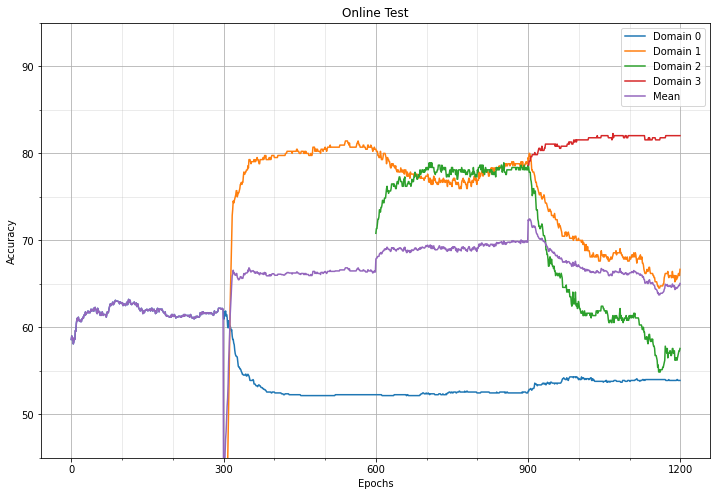 Online Test
Domain 0
Domain 1
Domain 2
Domain 3
Mean
Accuracy
90
80
70
60
50
0 300 600 900 1200
Epochs